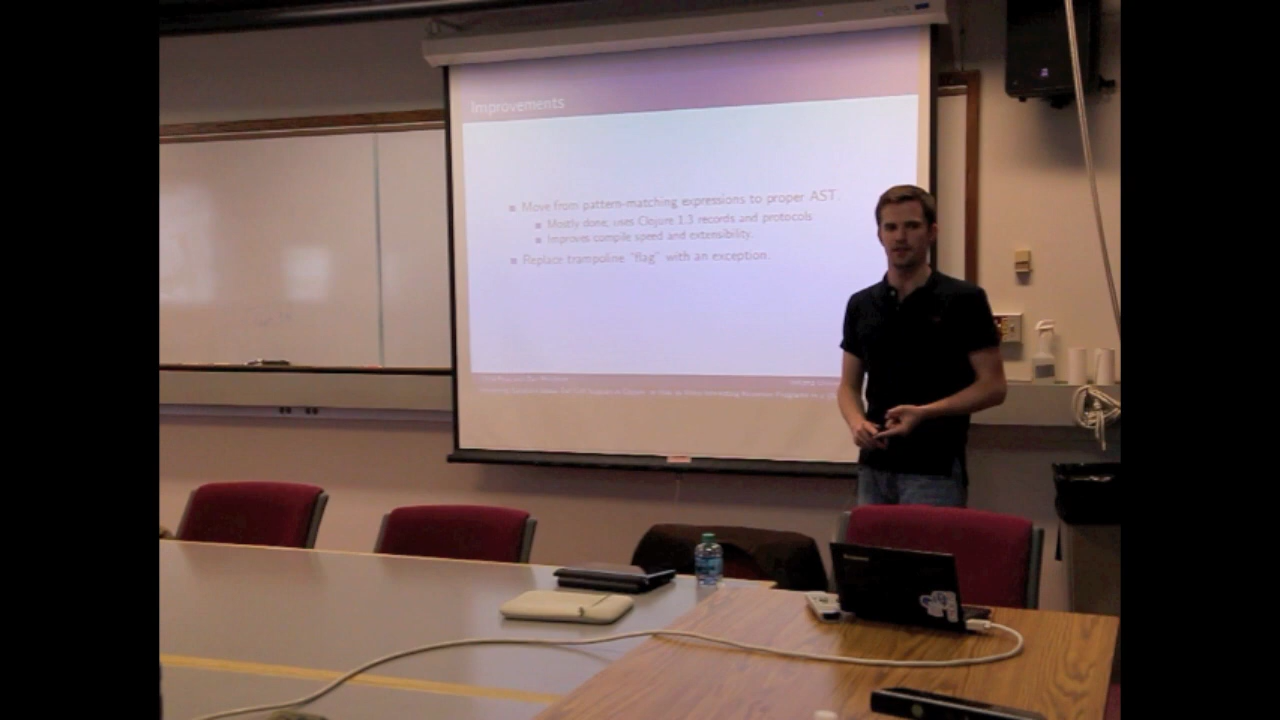 Improvements
Move from pattern-matching expressions to proper AST
Mostly done; uses Clojure 1.3 records and protocols
Improves compile speed and extensibility.
Replace trampoline "flag" with an exception.